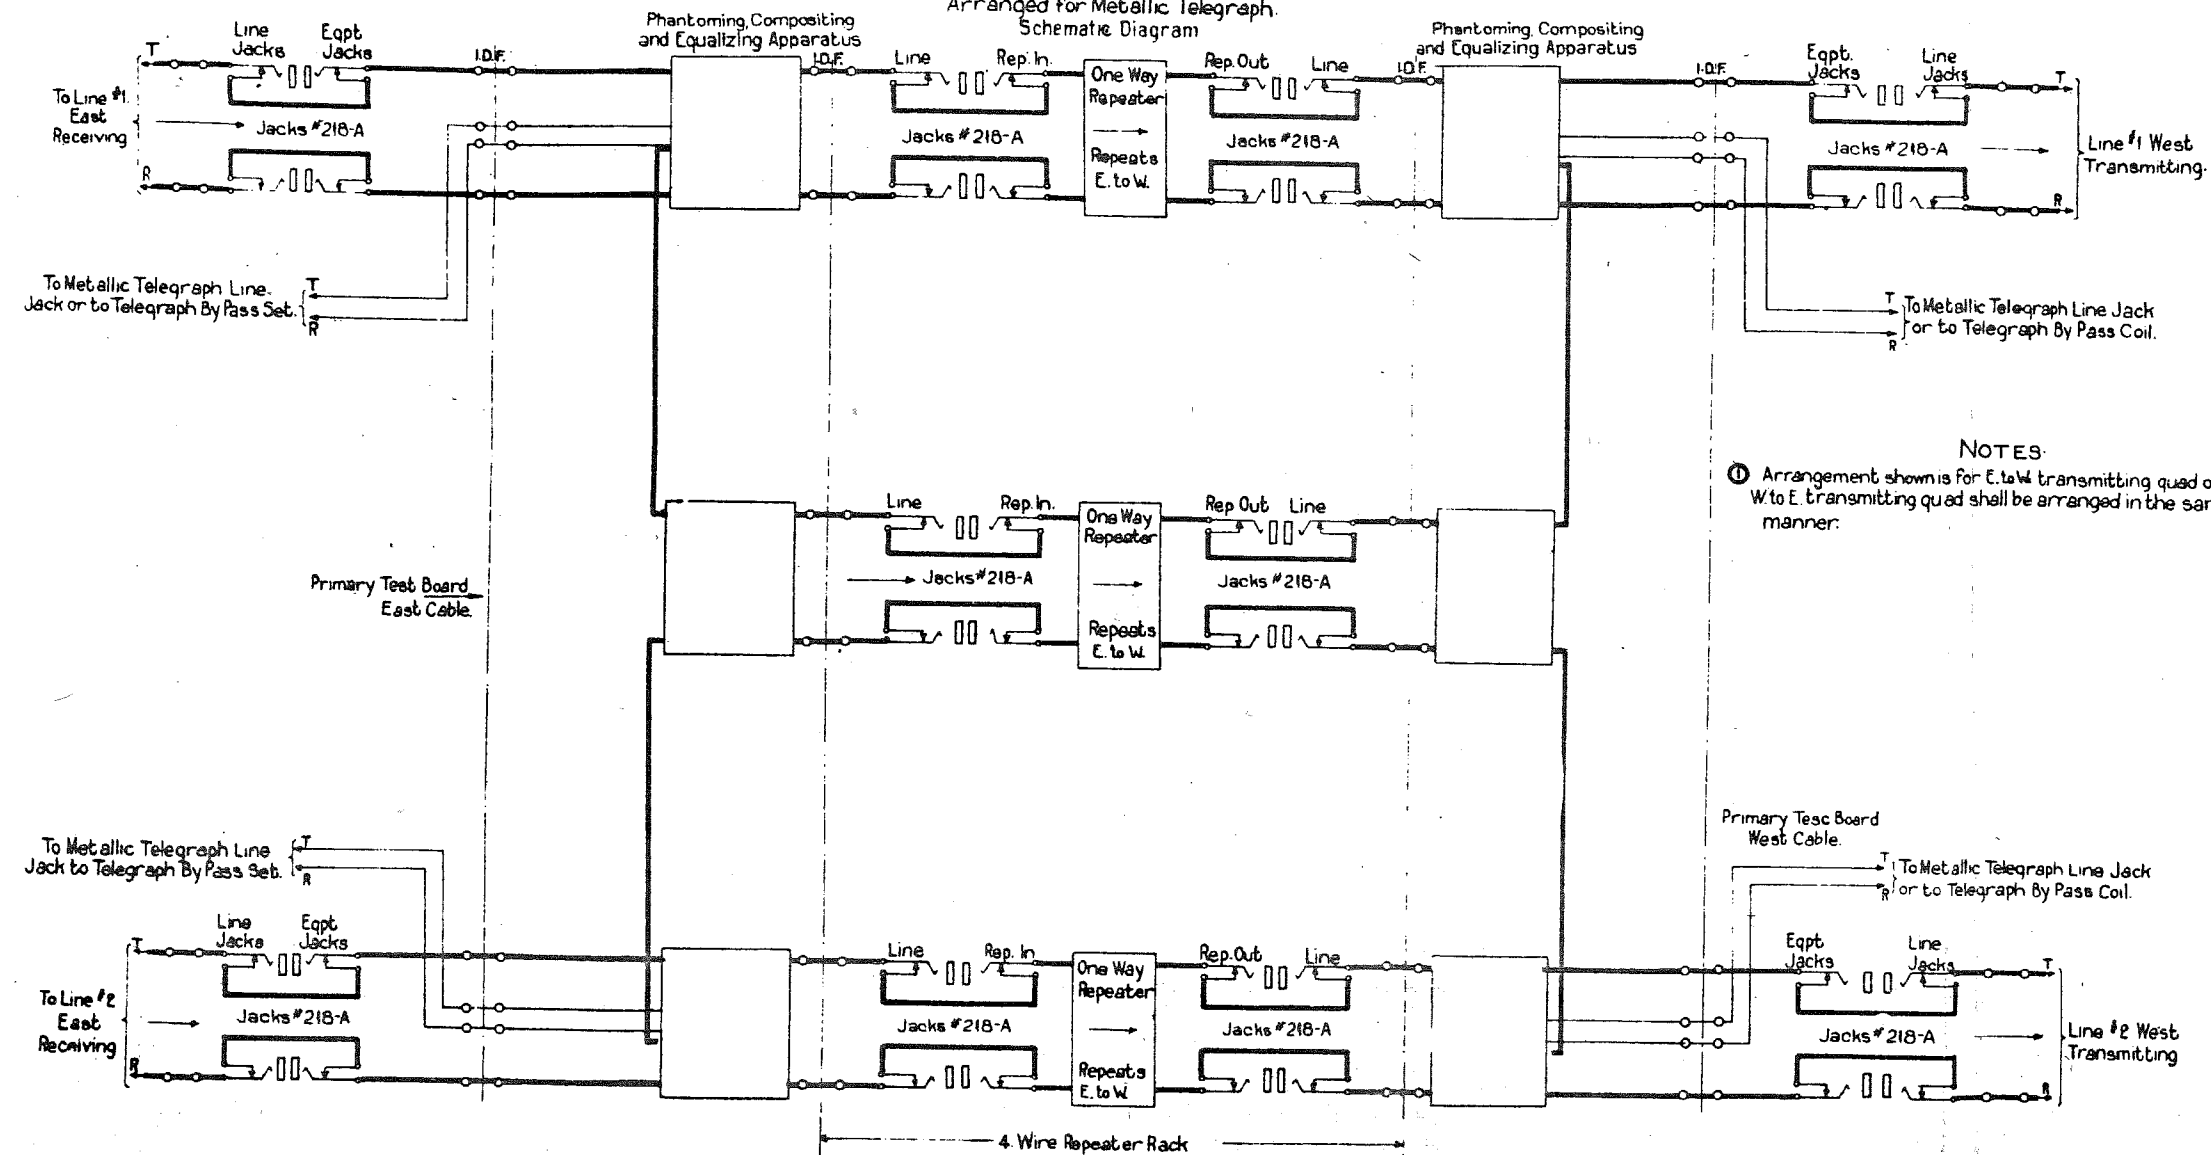 Arranged for Metallic Telegraph.
Schematic Diagram
Phantoming, Compositing
and Equalizing Apparatus
Phantoming, Compositing
and Equalizing Apparatus
Line
Jacks
Eqpt
Jacks
I.D.F.
I.D.F.
Line
Rep. In.
One Way
Repeater
Repeats
E. to W.
Rep. Out
Line
I.D.F.
I.D.F.
Eqpt.
Jacks
Line
Jacks
T
R
To Line #1.
East
Receiving
Jacks #218-A
Jacks #218-A
Jacks #218-A
Jacks #218-A
T
R
Line #1 West
Transmitting.
To Metallic Telegraph Line.
Jack or to Telegraph By Pass Set.
T
R
T
R
To Metallic Telegraph Line Jack
or to Telegraph By Pass Coil.
NOTES.
① Arrangement shown is for E. to W. transmitting quad
W. to E. transmitting quad shall be arranged in the
manner.
Line
Rep. In.
One Way
Repeater
Repeats
E. to W.
Rep Out
Line
Jacks #218-A
Jacks #218-A
Primary Test Board
East Cable.
To Metallic Telegraph Line
Jack to Telegraph By Pass Set.
T
R
Primary Tesc Board
West Cable.
T
R
To Metallic Telegraph Line Jack
or to Telegraph By Pass Coil.
Line
Jacks
Eqpt
Jacks
Line
Rep. In
One Way
Repeater
Repeats
E. to W.
Rep. Out
Line
Eqpt
Jacks
Line
Jacks
T
R
To Line #2
East
Receiving
Jacks #218-A
Jacks #218-A
Jacks #218-A
Jacks #218-A
T
R
Line #2 West
Transmitting
4. Wire Repeater Rack